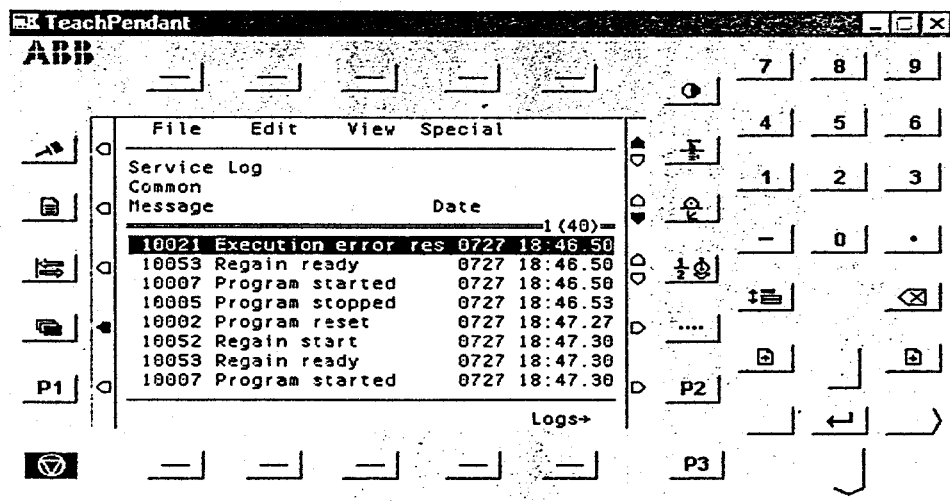 TeachPendant
ABB
7 8 9
File Edit View Special
4 5 6
Service Log
Common
1 2 3
Message Date
1(40)
10021 Execution error res 0727 18:46.50
0
10053 Regain ready 0727 18:46.50
1/2
10007 Program started 0727 18:46.50
10005 Program stopped 0727 18:46.53
10002 Program reset 0727 18:47.27
10052 Regain start 0727 18:47.30
10053 Regain ready 0727 18:47.30
10007 Program started 0727 18:47.30
P1 P2
Logs→
P3